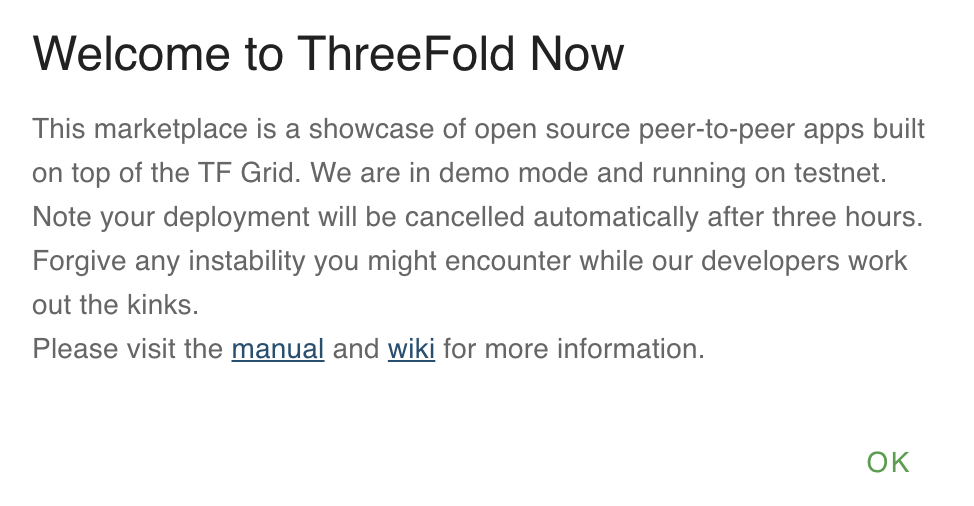 Welcome to ThreeFold Now
This marketplace is a showcase of open source peer-to-peer apps built
on top of the TF Grid. We are in demo mode and running on testnet.
Note your deployment will be cancelled automatically after three hours.
Forgive any instability you might encounter while our developers work
out the kinks.
Please visit the manual and wiki for more information.
OK